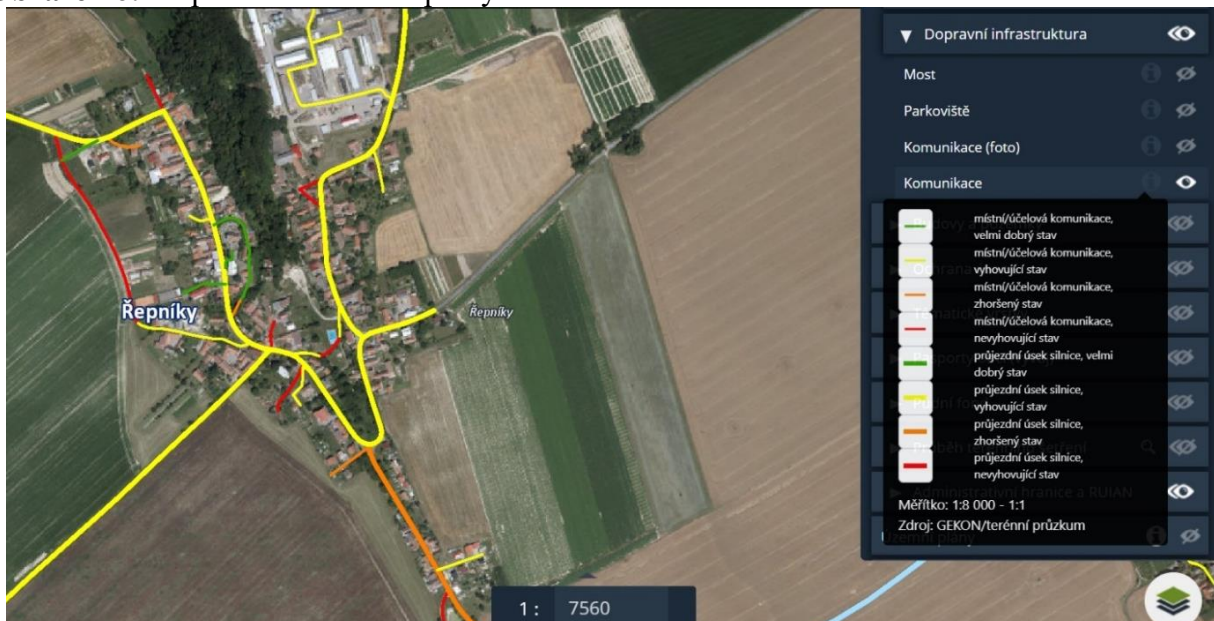 Dopravní infrastruktura
Most
Parkoviště
Komunikace (foto)
Komunikace
místní/účelová komunikace,
velmi dobrý stav
místní/účelová komunikace,
vyhovující stav
místní/účelová komunikace,
zhoršený stav
místní/účelová komunikace,
nevyhovující stav
průjezdní úsek silnice, velmi
dobrý stav
průjezdní úsek silnice,
vyhovující stav
průjezdní úsek silnice,
zhoršený stav
průjezdní úsek silnice,
nevyhovující stav
Administrativní hranice a RUIAN
Měřítko: 1:8 000 - 1:1
Zdroj: GEKON/terénní průzkum
Územní plány
Řepníky
Řepníky
1 : 7560